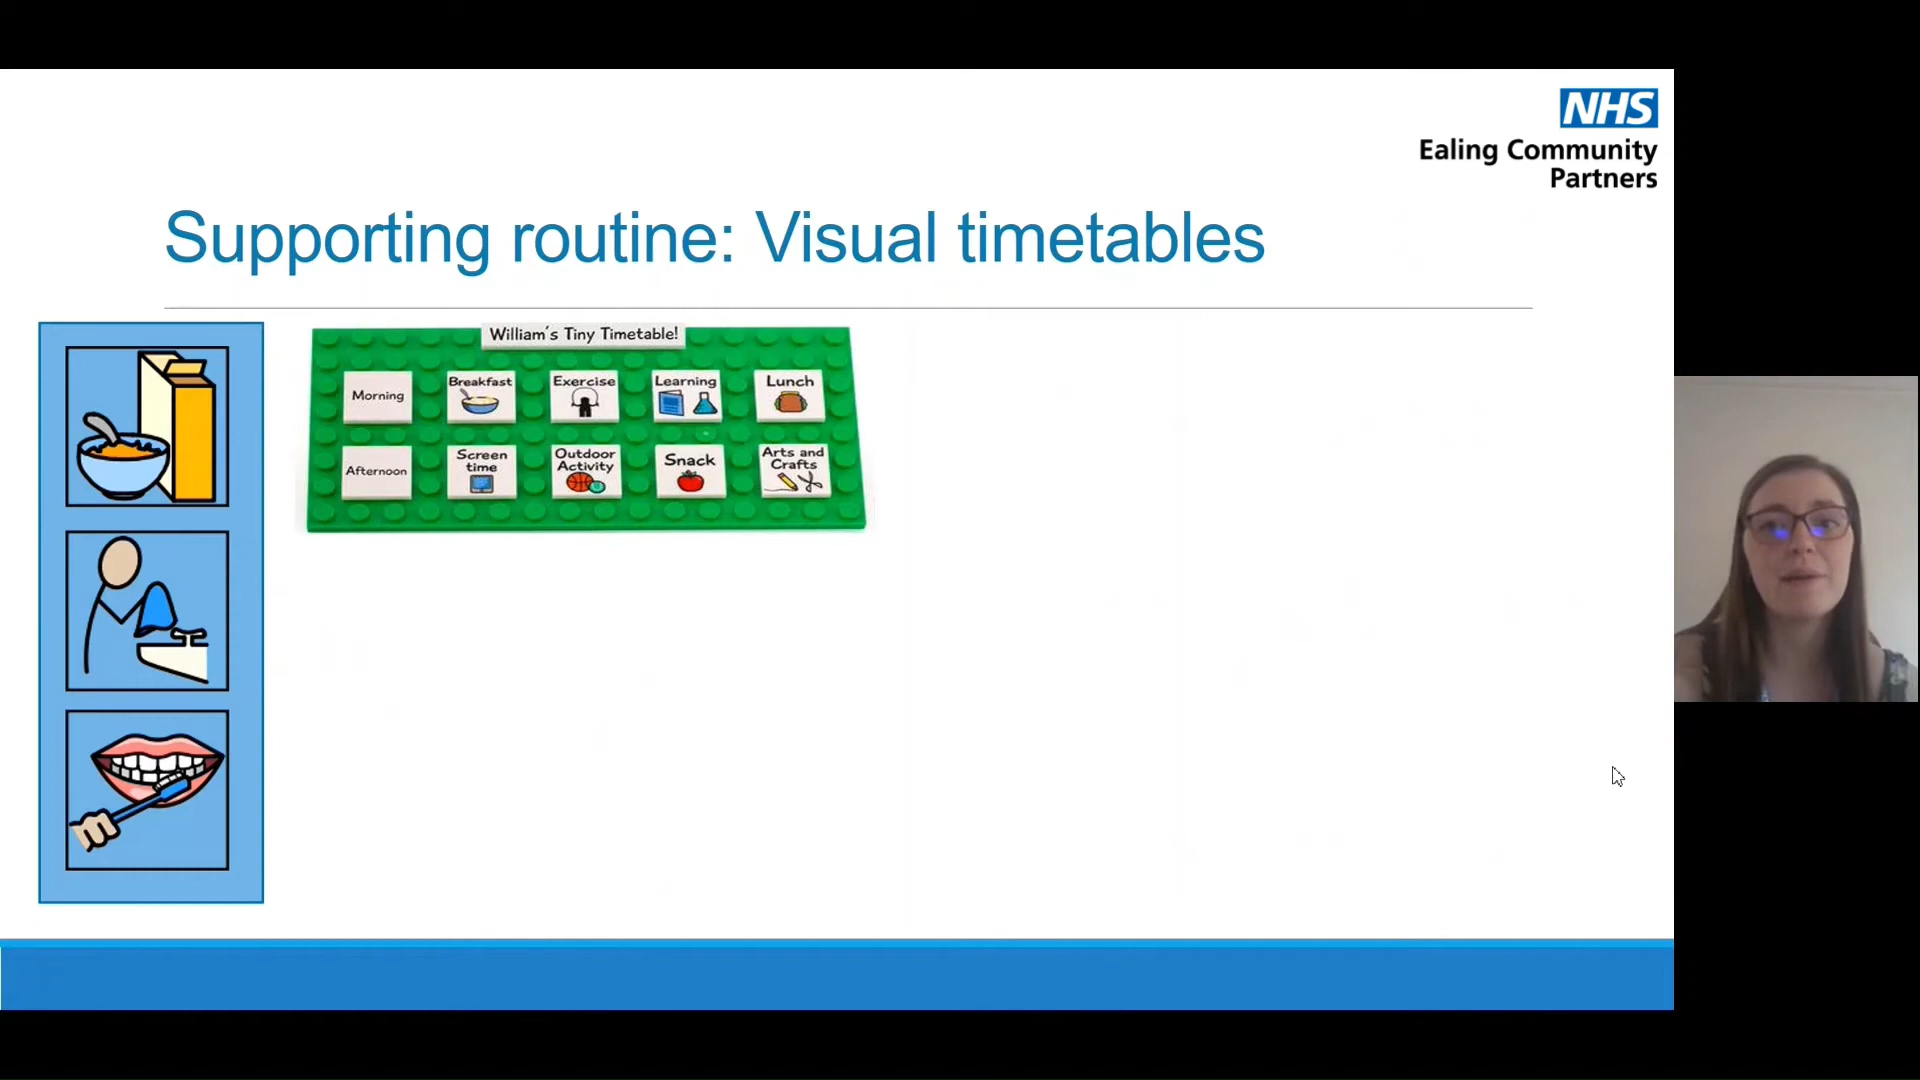 NHS
Ealing Community
Partners
Supporting routine: Visual timetables
William's Tiny Timetable!
Morning
Breakfast
Exercise
Learning
Lunch
Afternoon
Screen
time
Outdoor
Activity
Snack
Arts and
Crafts